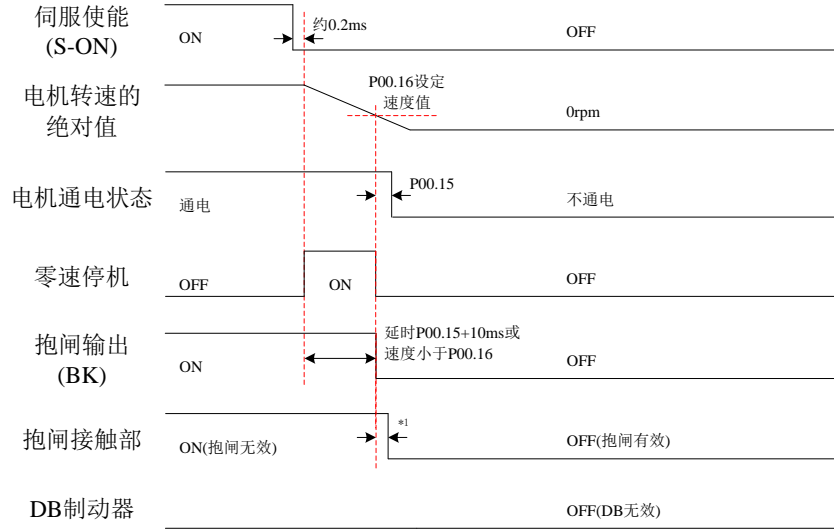 伺服使能
(S-ON)
ON
约0.2ms
OFF
电机转速的
绝对值
P00.16设定
速度值
0rpm
电机通电状态
通电
P00.15
不通电
零速停机
OFF
ON
OFF
抱闸输出
(BK)
ON
延时P00.15+10ms或
速度小于P00.16
OFF
抱闸接触部
ON(抱闸无效)
*1
OFF(抱闸有效)
DB制动器
OFF(DB无效)